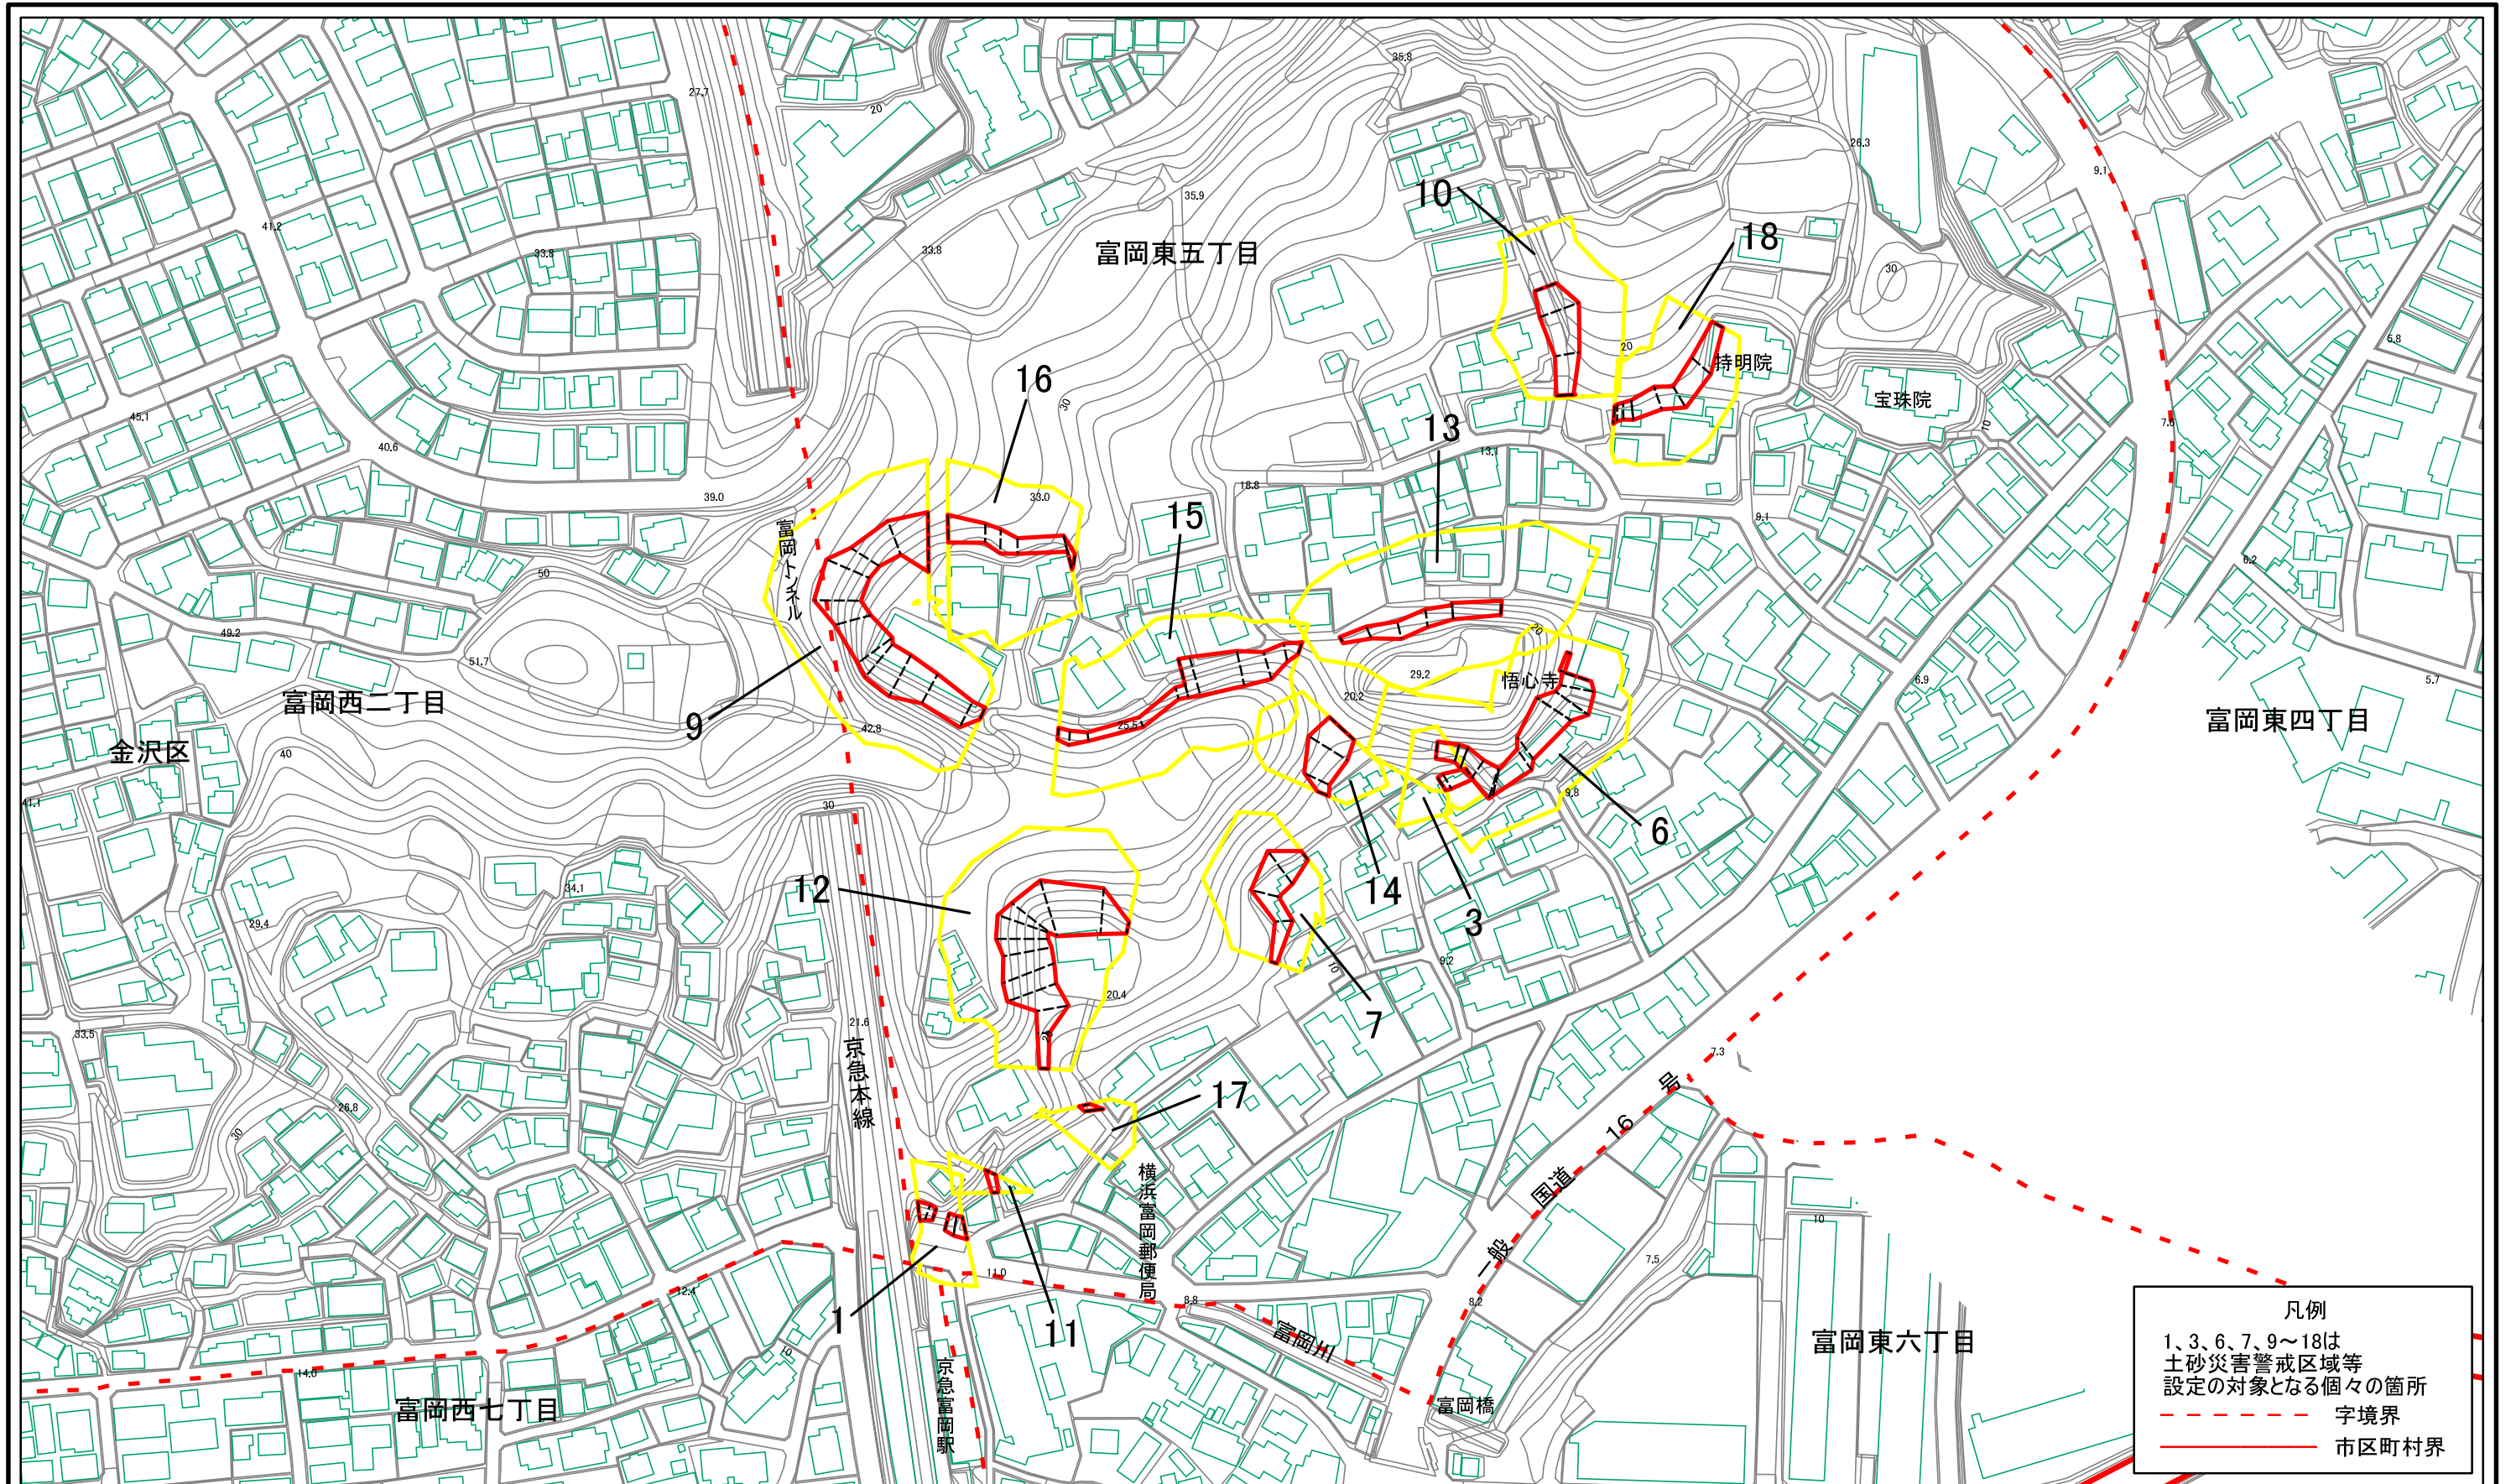 27.7
20
35.8
26.3
9.1
10
35.9
41.2
33.8
33.8
富岡東五丁目
18
30
20
持明院
5.8
16
30
宝珠院
45.1
7.6
10
13
40.6
13.1
39.0
33.0
18.8
15
9.1
富岡トンネル
50
6.2
49.2
20
51.7
29.2
悟心寺
6.9
5.7
富岡西二丁目
20.2
9
42.8
25.5
富岡東四丁目
金沢区
40
41.1
30
9.8
6
12
34.1
14
3
29.4
9.2
10
20.4
7
33.5
21.6
20
京急本線
7.3
号
17
26.8
30
16
横浜富岡郵便局
国道
10
一般
7.5
11.0
12.4
8.8
8.2
1
11
富岡川
富岡東六丁目
10
14.0
京急富岡駅
富岡西七丁目
富岡橋
凡例
1、3、6、7、9～18は
土砂災害警戒区域等
設定の対象となる個々の箇所
字境界
市区町村界